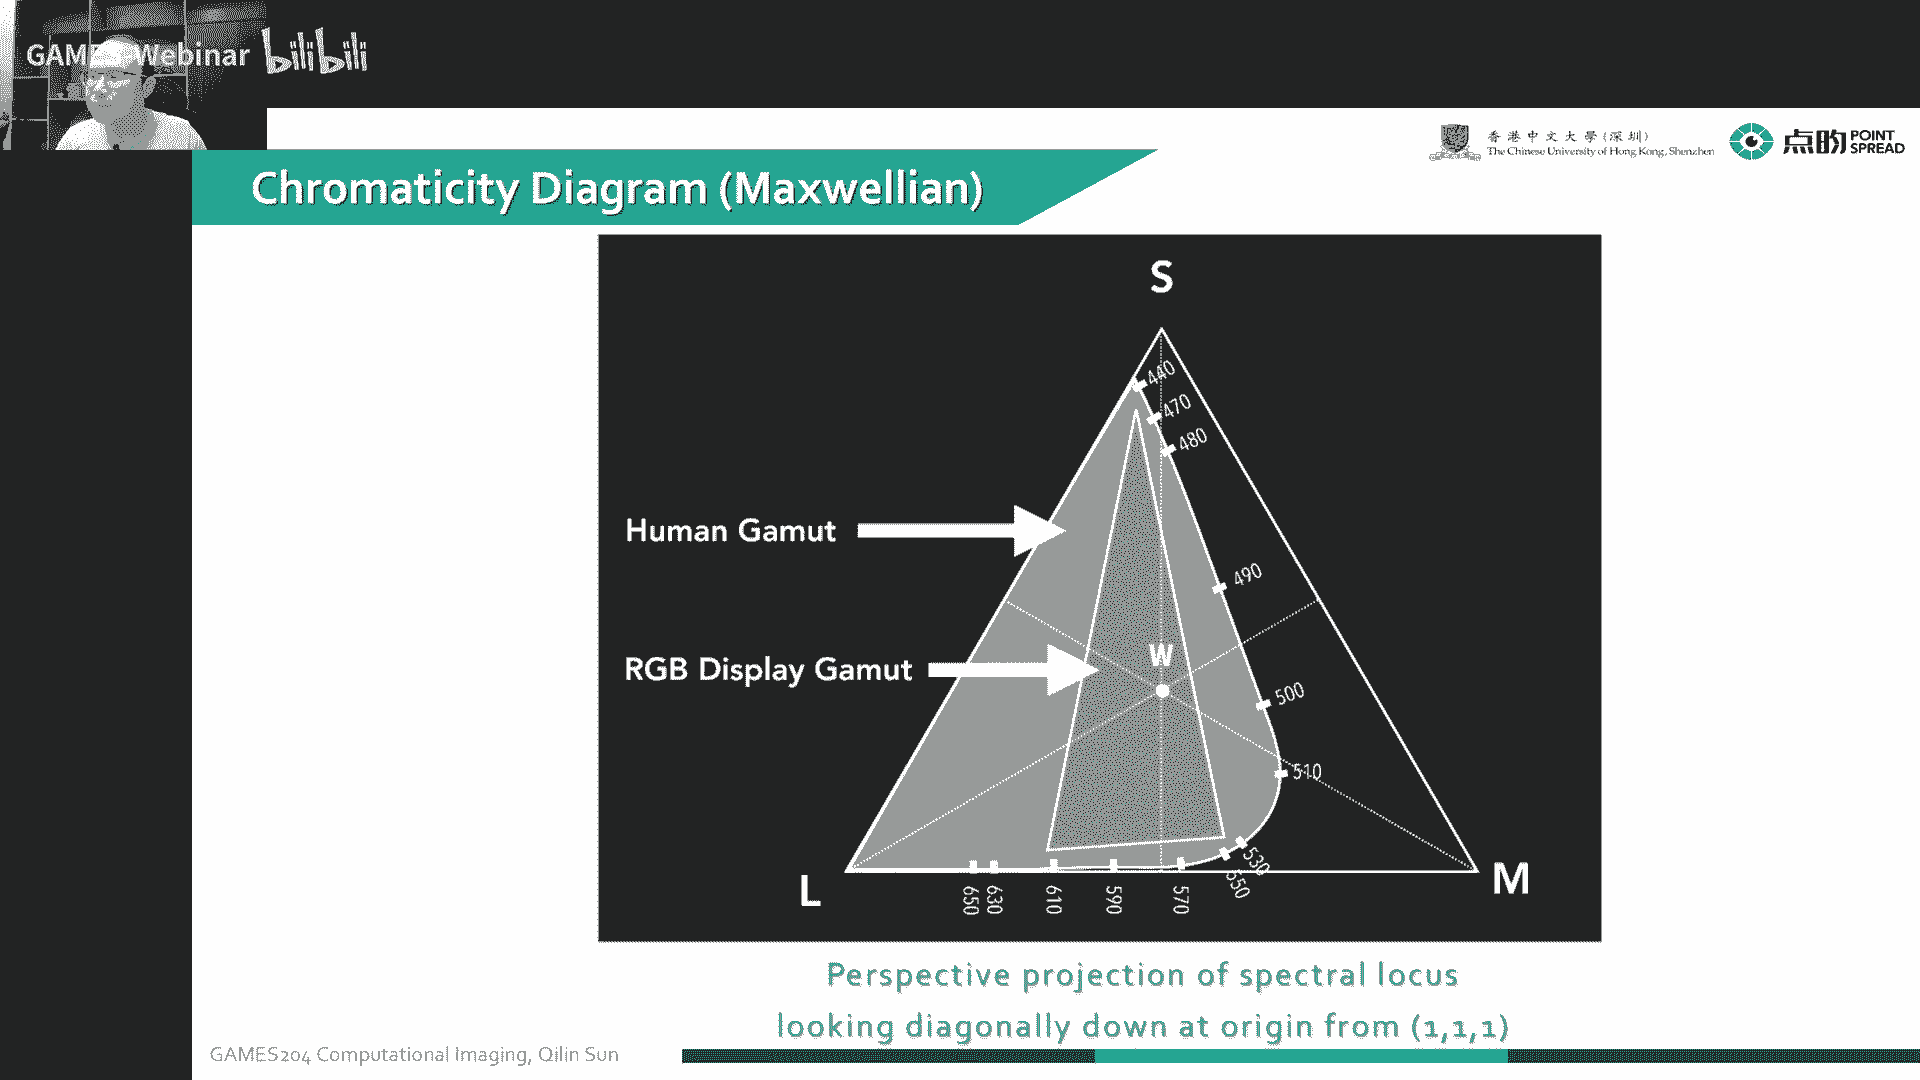 GAMES Webinar bilibili
香港中文大學(深圳)
The Chinese University of Hong Kong, Shenzhen
点昀 POINT SPREAD
Chromaticity Diagram (Maxwellian)
S
440
470
480
Human Gamut
490
RGB Display Gamut
W
500
510
530
550
L
650
630
610
590
570
M
Perspective projection of spectral locus
looking diagonally down at origin from (1,1,1)
GAMES204 Computational Imaging, Qilin Sun